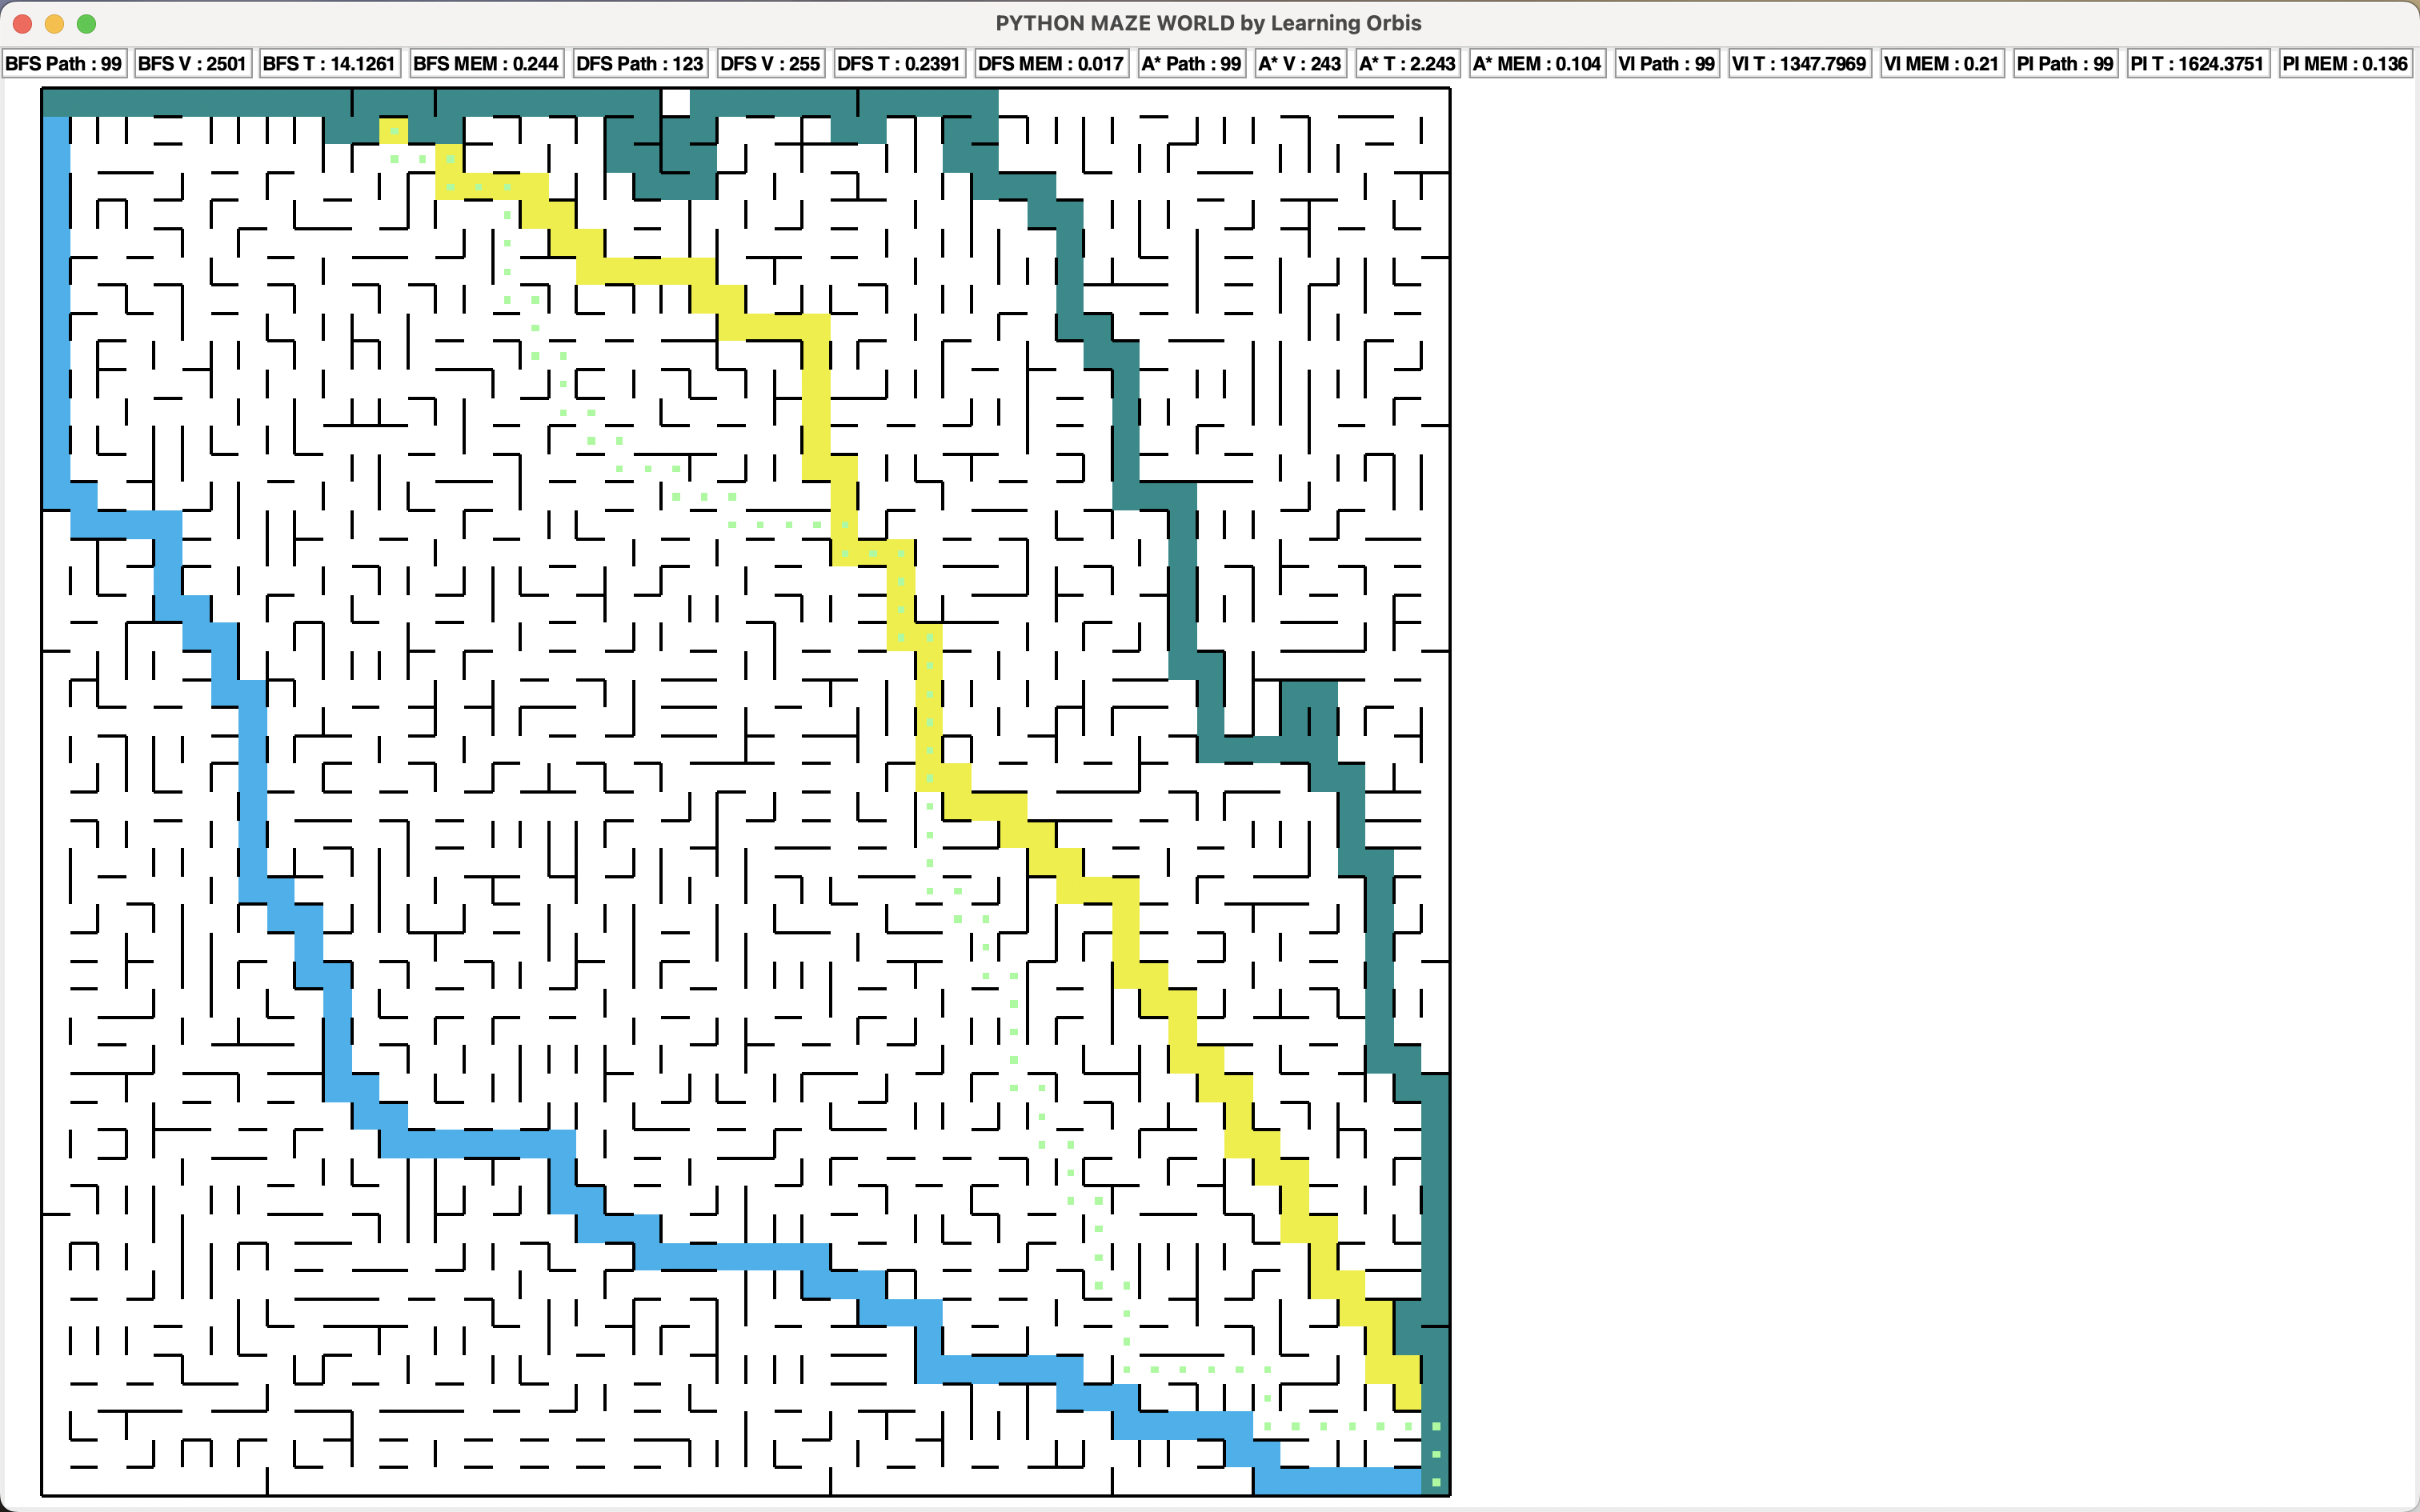 PYTHON MAZE WORLD by Learning Orbis
BFS Path : 99 BFS V : 2501 BFS T : 14.1261 BFS MEM : 0.244 DFS Path : 123 DFS V : 255 DFS T : 0.2391 DFS MEM : 0.017 A* Path : 99 A* V : 243 A* T : 2.243 A* MEM : 0.104 VI Path : 99 VI T : 1347.7969 VI MEM : 0.21 PI Path : 99 PI T : 1624.3751 PI MEM : 0.136